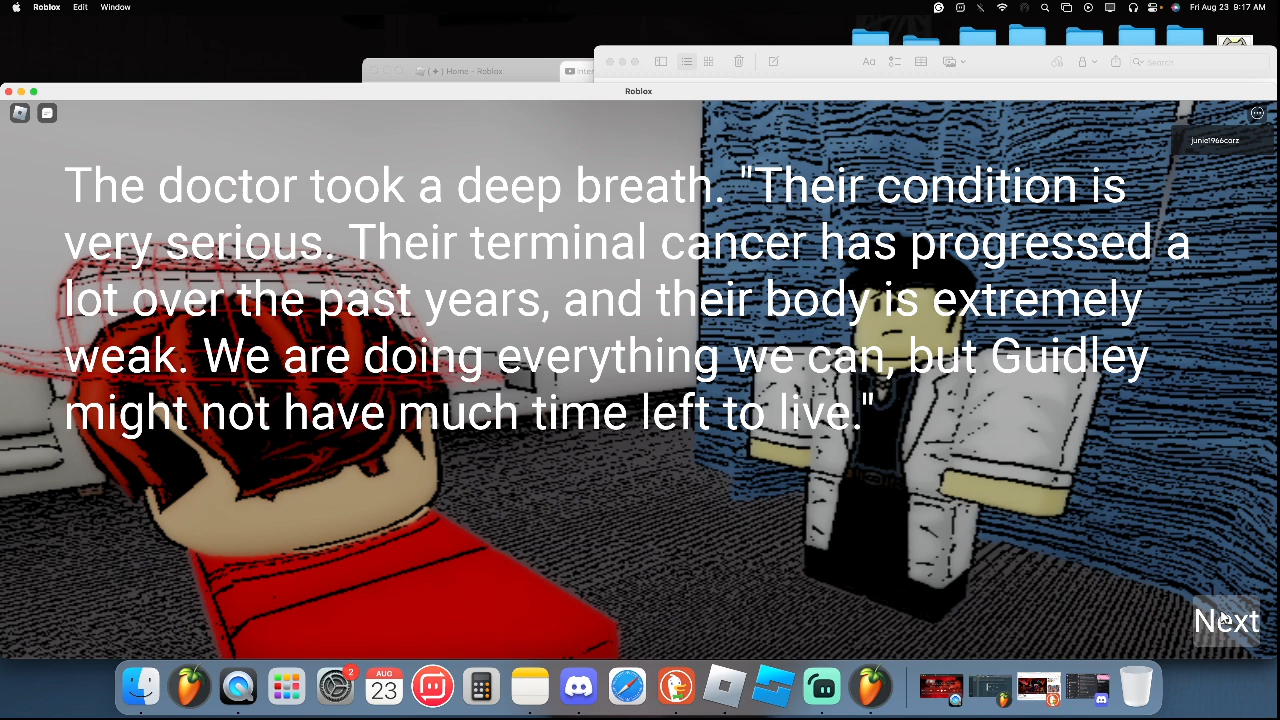 Roblox Edit Window Fri Aug 23 9:17 AM
(✦) Home - Roblox
Aa Search
Roblox
The doctor took a deep breath. "Their condition is
very serious. Their terminal cancer has progressed a
lot over the past years, and their body is extremely
weak. We are doing everything we can, but Guidley
might not have much time left to live."
Next
2
AUG
23